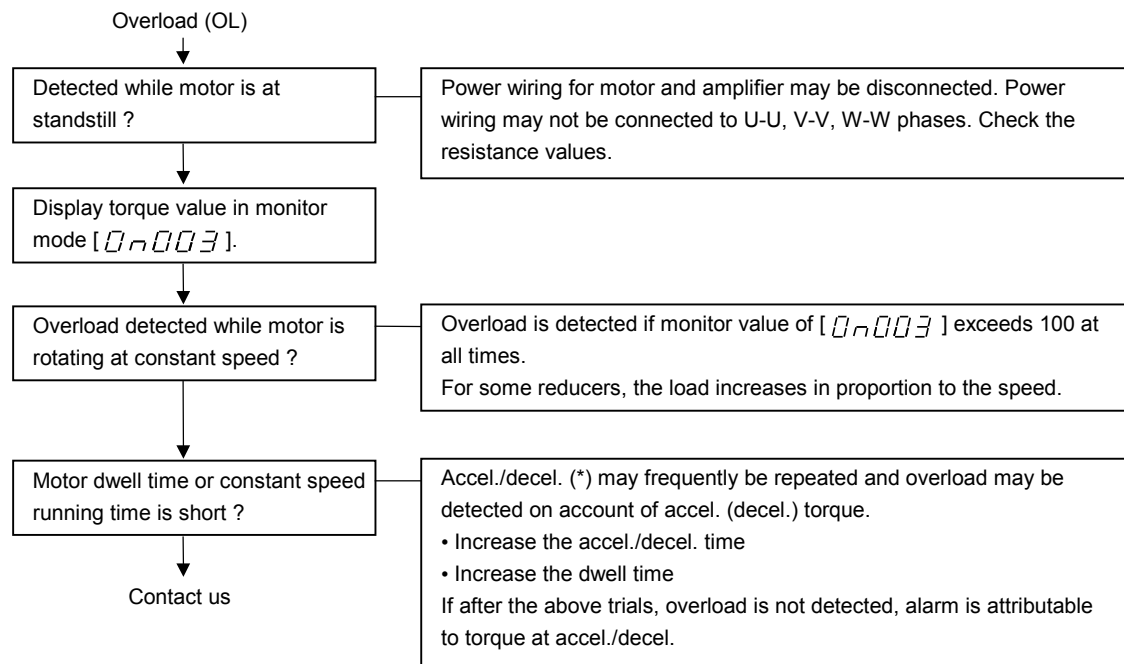 Overload (OL)
Detected while motor is at
standstill ?
Power wiring for motor and amplifier may be disconnected. Power
wiring may not be connected to U-U, V-V, W-W phases. Check the
resistance values.
Display torque value in monitor
mode [ 0n003 ].
Overload detected while motor is
rotating at constant speed ?
Overload is detected if monitor value of [ 0n003 ] exceeds 100 at
all times.
For some reducers, the load increases in proportion to the speed.
Motor dwell time or constant speed
running time is short ?
Accel./decel. (*) may frequently be repeated and overload may be
detected on account of accel. (decel.) torque.
• Increase the accel./decel. time
• Increase the dwell time
If after the above trials, overload is not detected, alarm is attributable
to torque at accel./decel.
Contact us